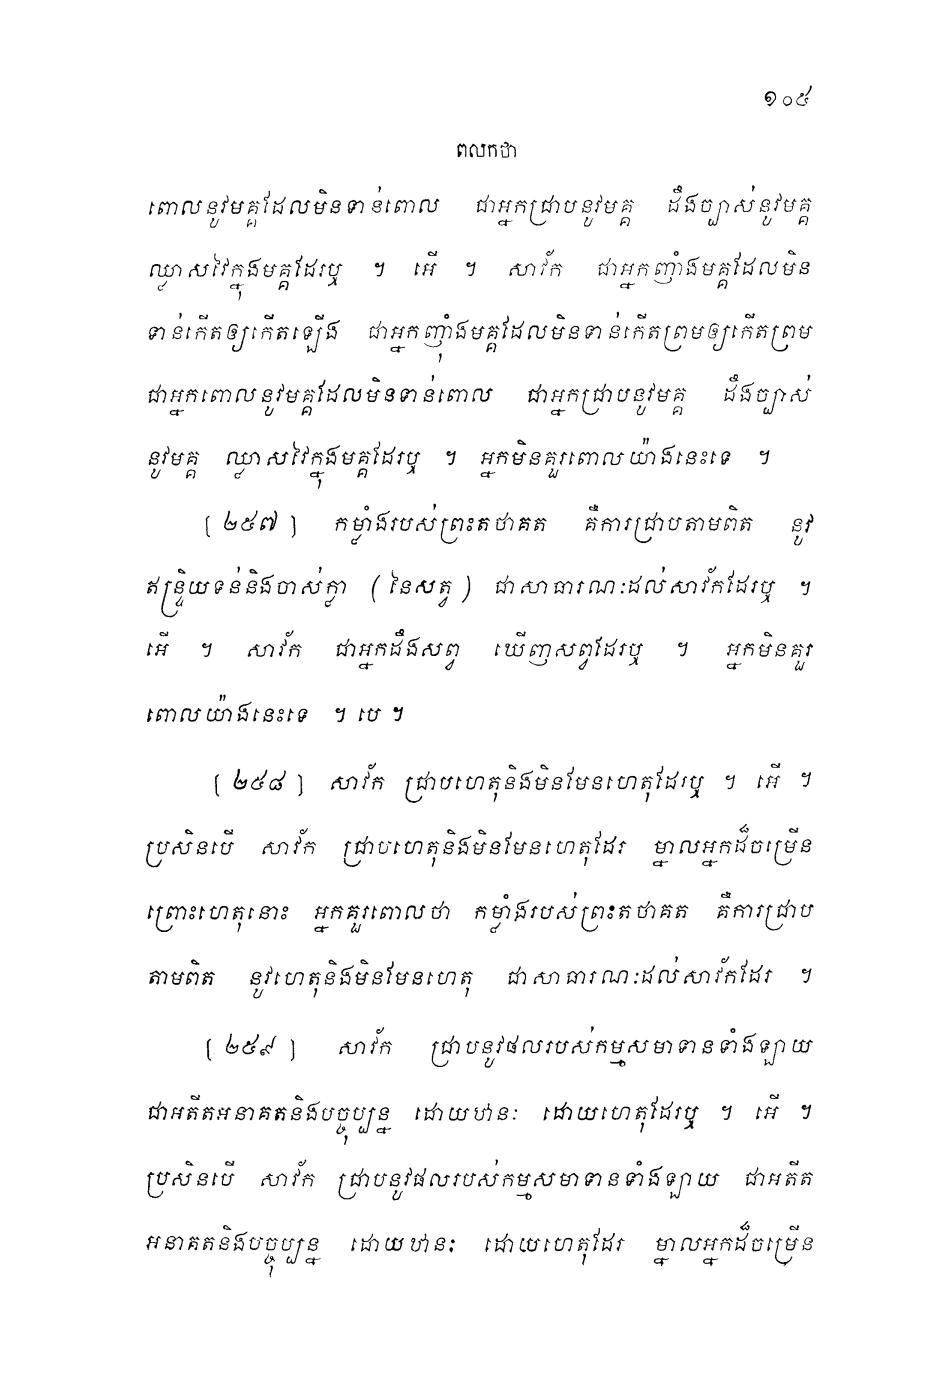 ១០៥
ពលកថា
ពោលនូវមគ្គដែលមិនទាន់ពោល ជាអ្នកជ្រាបនូវមគ្គ ដឹងច្បាស់នូវមគ្គ
ឈ្លាសវៃក្នុងមគ្គដែរឬ ។ អើ ។ សាវ័ក ជាអ្នកញ៉ាំងមគ្គដែលមិន
ទាន់កើតឲ្យកើតឡើង ជាអ្នកញ៉ាំងមគ្គដែលមិនទាន់កើតព្រមឲ្យកើតព្រម
ជាអ្នកពោលនូវមគ្គដែលមិនទាន់ពោល ជាអ្នកជ្រាបនូវមគ្គ ដឹងច្បាស់
នូវមគ្គ ឈ្លាសវៃក្នុងមគ្គដែរឬ ។ អ្នកមិនគួរពោលយ៉ាងនេះទេ ។
[ ២៥៧ ] កម្លាំងរបស់ព្រះតថាគត គឺការជ្រាបតាមពិត នូវ
ឥន្ទ្រិយទន់និងចាស់ក្លា ( នៃសត្វ ) ជាសាធារណៈដល់សាវ័កដែរឬ ។
អើ ។ សាវ័ក ជាអ្នកដឹងសព្វ ឃើញសព្វដែរឬ ។ អ្នកមិនគួរ
ពោលយ៉ាងនេះទេ ។ បេ ។
[ ២៥៨ ] សាវ័ក ជ្រាបហេតុនិងមិនមែនហេតុដែរឬ ។ អើ ។
ប្រសិនបើ សាវ័ក ជ្រាបហេតុនិងមិនមែនហេតុដែរ ម្នាលអ្នកដ៏ចម្រើន
ព្រោះហេតុនោះ អ្នកគួរពោលថា កម្លាំងរបស់ព្រះតថាគត គឺការជ្រាប
តាមពិត នូវហេតុនិងមិនមែនហេតុ ជាសាធារណៈដល់សាវ័កដែរ ។
[ ២៥៩ ] សាវ័ក ជ្រាបនូវផលរបស់កម្មសមាទានទាំងឡាយ
ជាអតីតអនាគតនិងបច្ចុប្បន្ន ដោយឋានៈ ដោយហេតុដែរឬ ។ អើ ។
ប្រសិនបើ សាវ័ក ជ្រាបនូវផលរបស់កម្មសមាទានទាំងឡាយ ជាអតីត
អនាគតនិងបច្ចុប្បន្ន ដោយឋានៈ ដោយហេតុដែរ ម្នាលអ្នកដ៏ចម្រើន